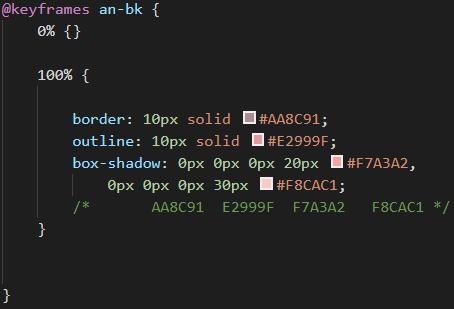 @keyframes an-bk {
0% {}
100% {
border: 10px solid #AA8C91;
outline: 10px solid #E2999F;
box-shadow: 0px 0px 0px 20px #F7A3A2,
0px 0px 0px 30px #F8CAC1;
/* AA8C91 E2999F F7A3A2 F8CAC1 */
}
}